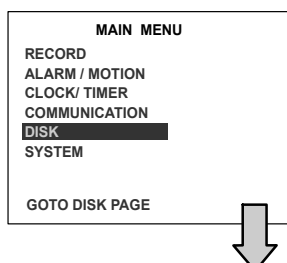 MAIN MENU
RECORD
ALARM / MOTION
CLOCK/ TIMER
COMMUNICATION
DISK
SYSTEM
GOTO DISK PAGE